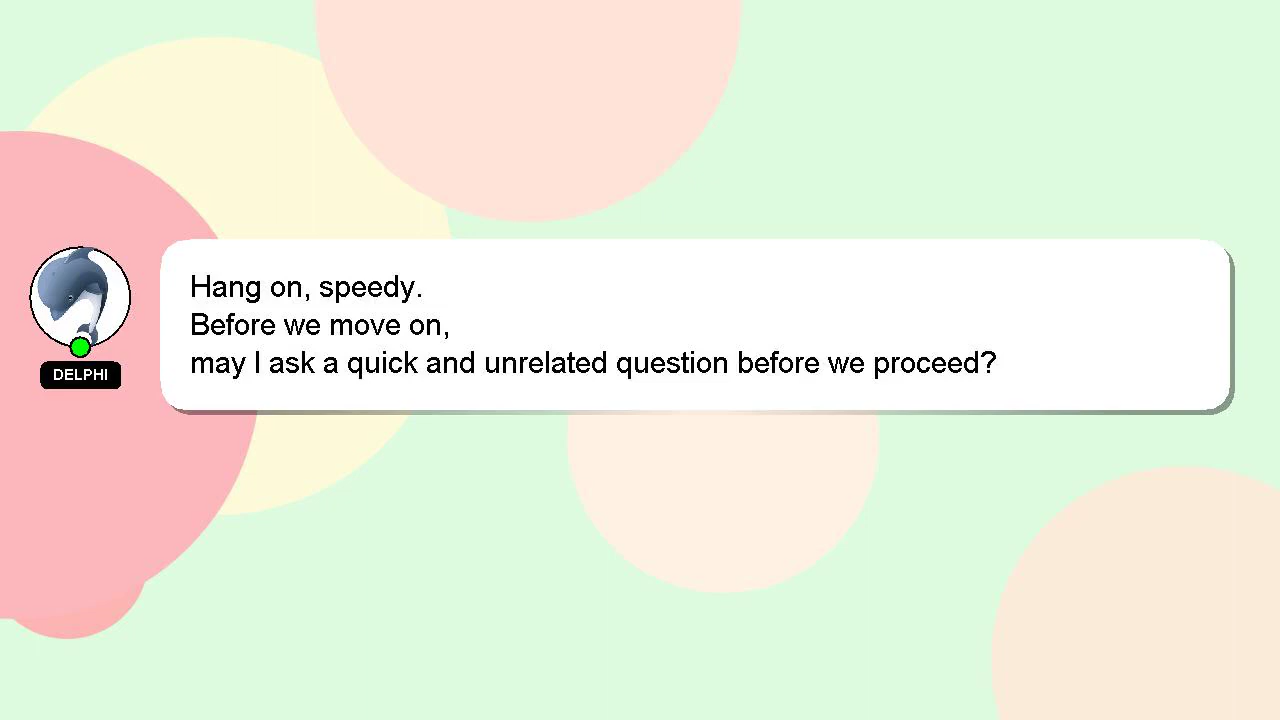 Hang on, speedy.
Before we move on,
may I ask a quick and unrelated question before we proceed?
DELPHI